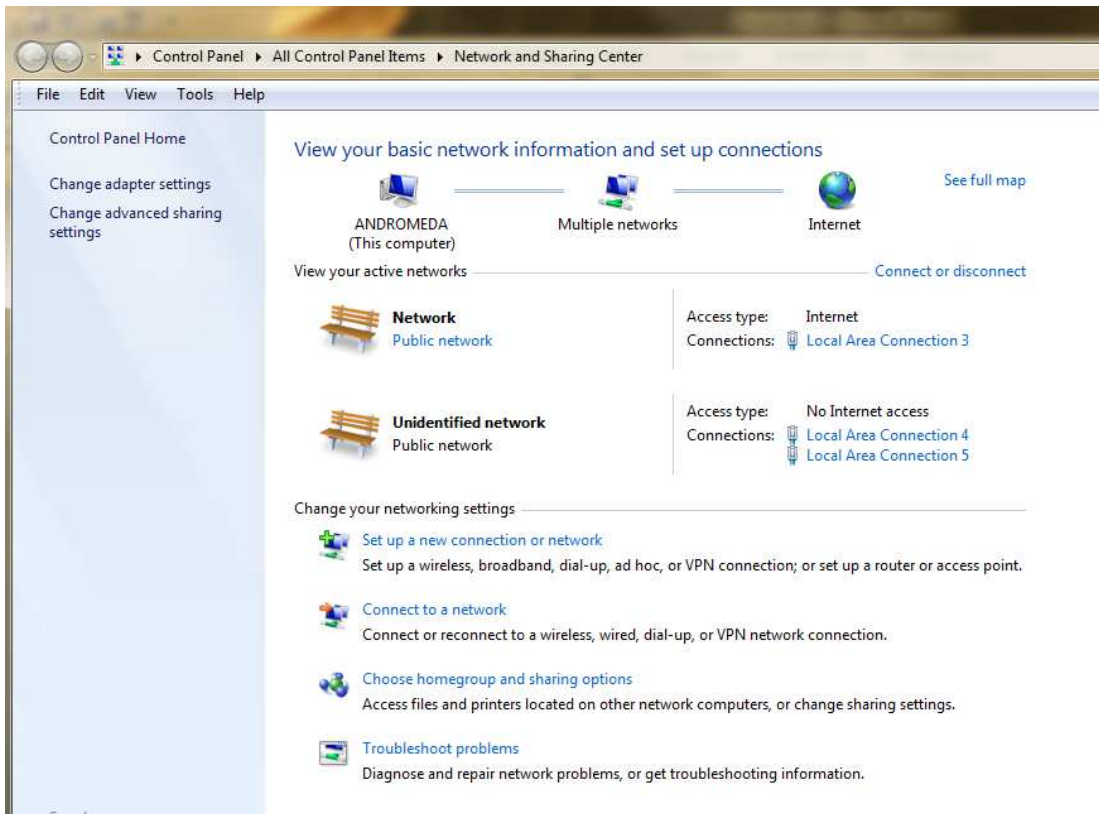 Control Panel ▸ All Control Panel Items ▸ Network and Sharing Center
File Edit View Tools Help
Control Panel Home
Change adapter settings
Change advanced sharing
settings
View your basic network information and set up connections
See full map
ANDROMEDA
(This computer)
Multiple networks
Internet
View your active networks
Connect or disconnect
Network
Public network
Access type: Internet
Connections: Local Area Connection 3
Unidentified network
Public network
Access type: No Internet access
Connections: Local Area Connection 4
Local Area Connection 5
Change your networking settings
Set up a new connection or network
Set up a wireless, broadband, dial-up, ad hoc, or VPN connection; or set up a router or access point.
Connect to a network
Connect or reconnect to a wireless, wired, dial-up, or VPN network connection.
Choose homegroup and sharing options
Access files and printers located on other network computers, or change sharing settings.
Troubleshoot problems
Diagnose and repair network problems, or get troubleshooting information.